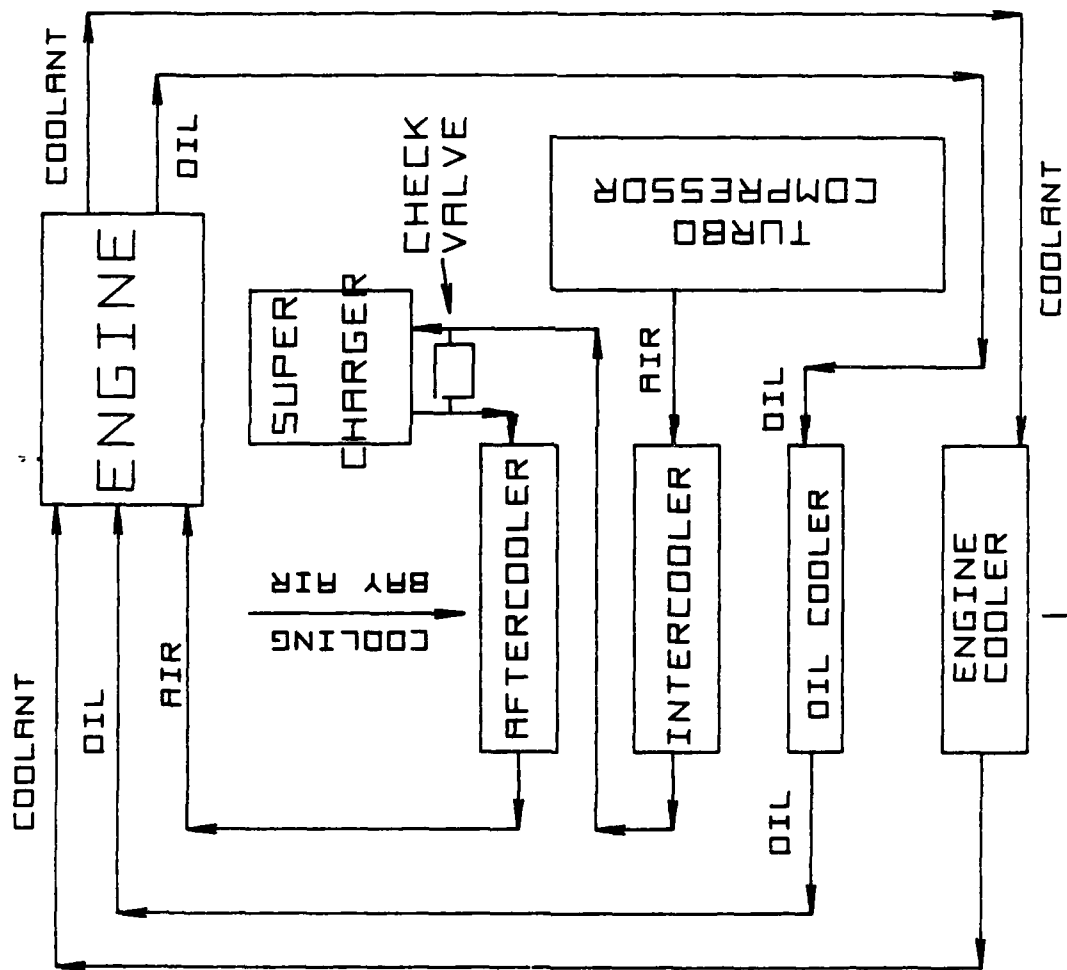 COOLANT
OIL
ENGINE
CHECK
VALVE
SUPER
CHARGER
TURBO
COMPRESSOR
AIR
OIL
COOLANT
COOLING
BAY AIR
AFTERCOOLER
INTERCOOLER
OIL COOLER
ENGINE
COOLER
COOLANT
OIL
AIR
OIL